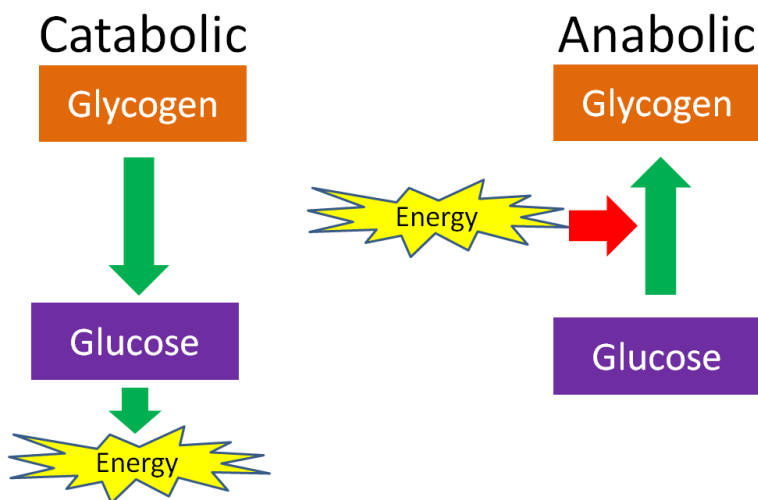 Catabolic
Glycogen
Glucose
Energy
Anabolic
Glycogen
Energy
Glucose